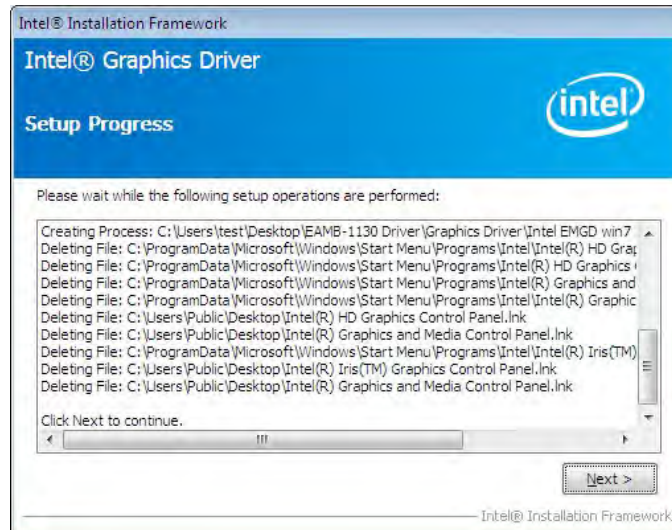 Intel® Installation Framework
Intel® Graphics Driver
intel
Setup Progress
Please wait while the following setup operations are performed:
Creating Process: C:\Users\test\Desktop\EAMB-1130 Driver\Graphics Driver\Intel EMGD win7
Deleting File: C:\ProgramData\Microsoft\Windows\Start Menu\Programs\Intel\Intel(R) HD Grap
Deleting File: C:\ProgramData\Microsoft\Windows\Start Menu\Programs\Intel(R) HD Graphics
Deleting File: C:\ProgramData\Microsoft\Windows\Start Menu\Programs\Intel(R) Graphics and
Deleting File: C:\ProgramData\Microsoft\Windows\Start Menu\Programs\Intel\Intel(R) Graphic
Deleting File: C:\Users\Public\Desktop\Intel(R) HD Graphics Control Panel.lnk
Deleting File: C:\Users\Public\Desktop\Intel(R) Graphics and Media Control Panel.lnk
Deleting File: C:\ProgramData\Microsoft\Windows\Start Menu\Programs\Intel\Intel(R) Iris(TM)
Deleting File: C:\Users\Public\Desktop\Intel(R) Iris(TM) Graphics Control Panel.lnk
Deleting File: C:\Users\Public\Desktop\Intel(R) Graphics and Media Control Panel.lnk
Click Next to continue.
Next >
Intel® Installation Framework